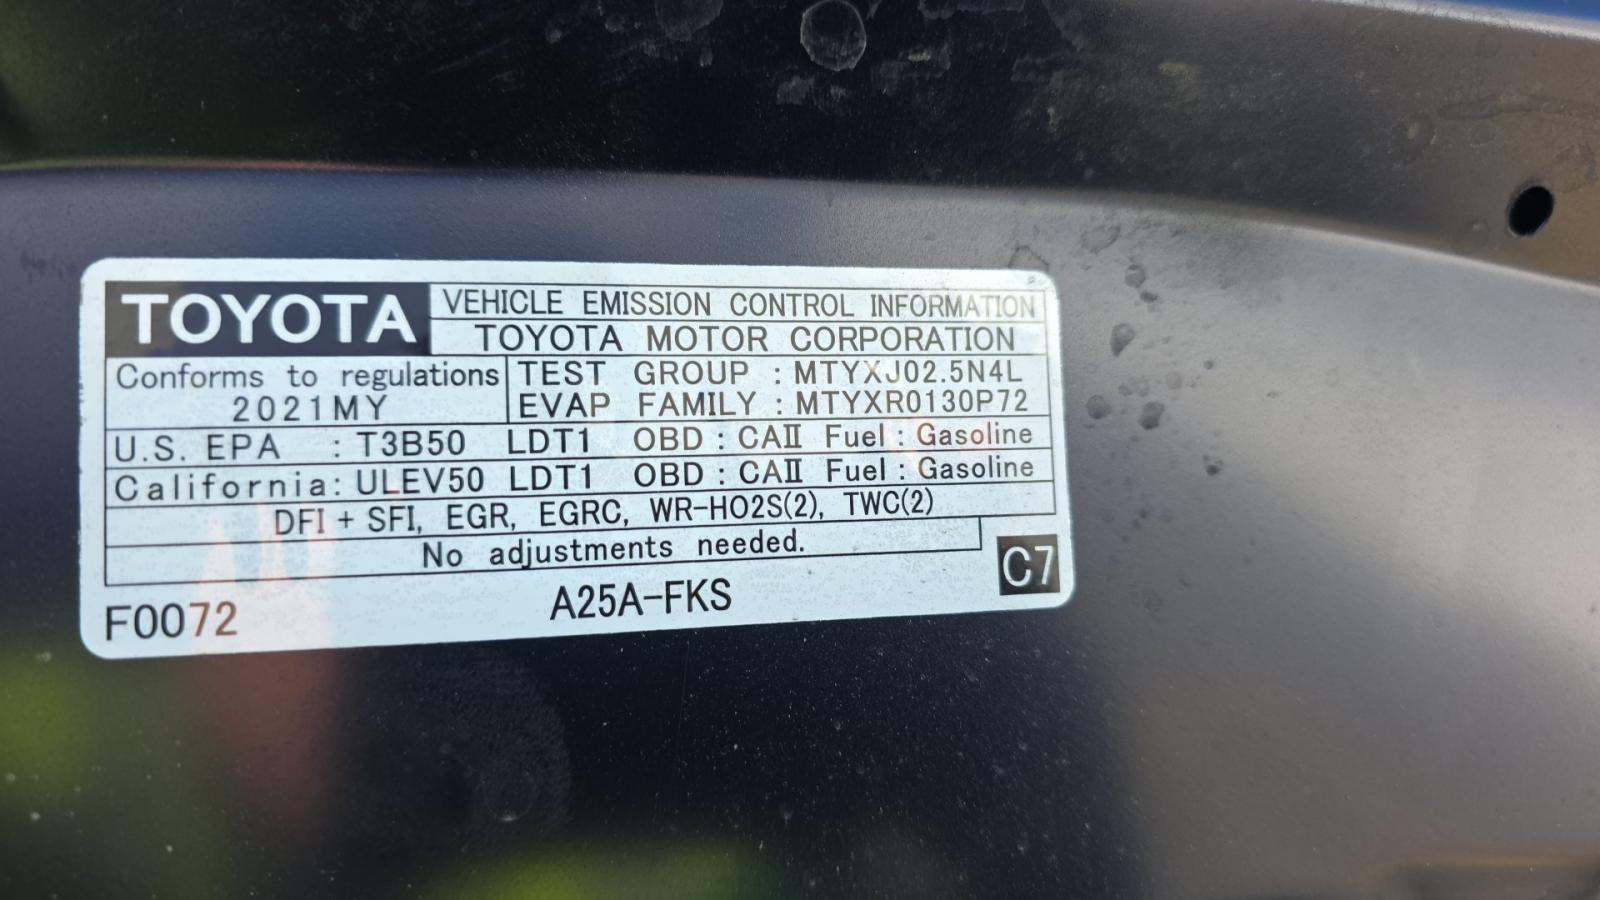 TOYOTA
VEHICLE EMISSION CONTROL INFORMATION
TOYOTA MOTOR CORPORATION
Conforms to regulations
2021MY
TEST GROUP : MTYXJ02.5N4L
EVAP FAMILY : MTYXR0130P72
U.S. EPA : T3B50 LDT1 OBD : CAⅡ Fuel : Gasoline
California : ULEV50 LDT1 OBD : CAⅡ Fuel : Gasoline
DFI + SFI, EGR, EGRC, WR-HO2S(2), TWC(2)
No adjustments needed.
C7
F0072 A25A-FKS